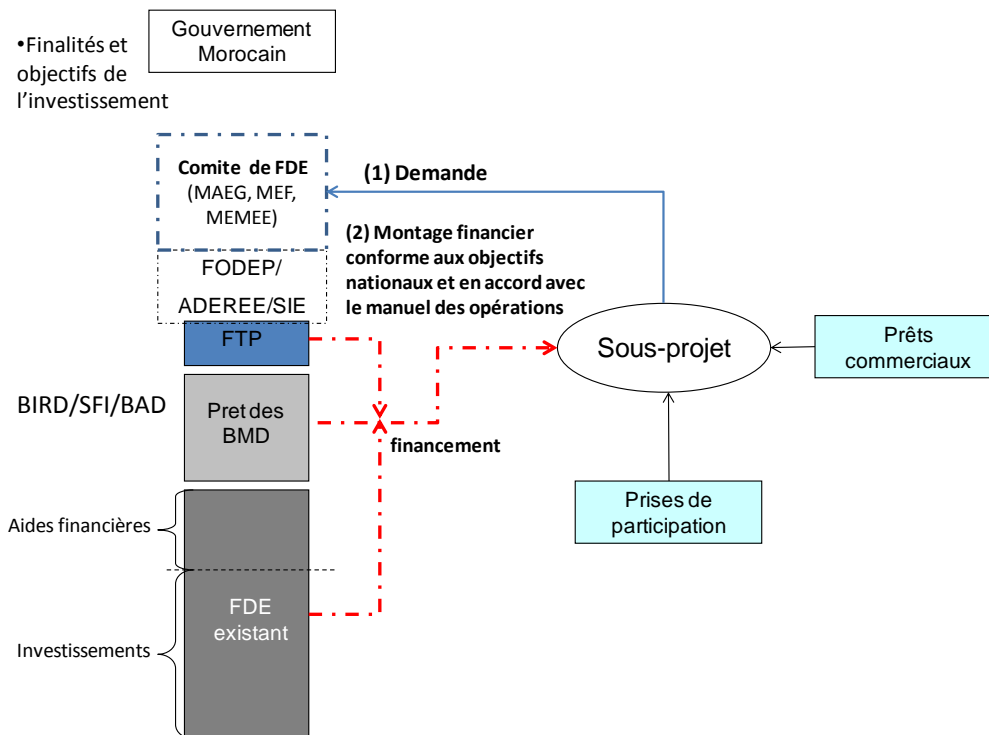 •Finalités et
objectifs de
l’investissement
Gouvernement
Morocain
Comite de FDE
(MAEG, MEF,
MEMEE)
(1) Demande
(2) Montage financier
conforme aux objectifs
nationaux et en accord avec
le manuel des opérations
FODEP/
ADEREE/SIE
FTP
Sous-projet
Prêts
commerciaux
BIRD/SFI/BAD
Pret des
BMD
financement
Prises de
participation
Aides financières
FDE
existant
Investissements